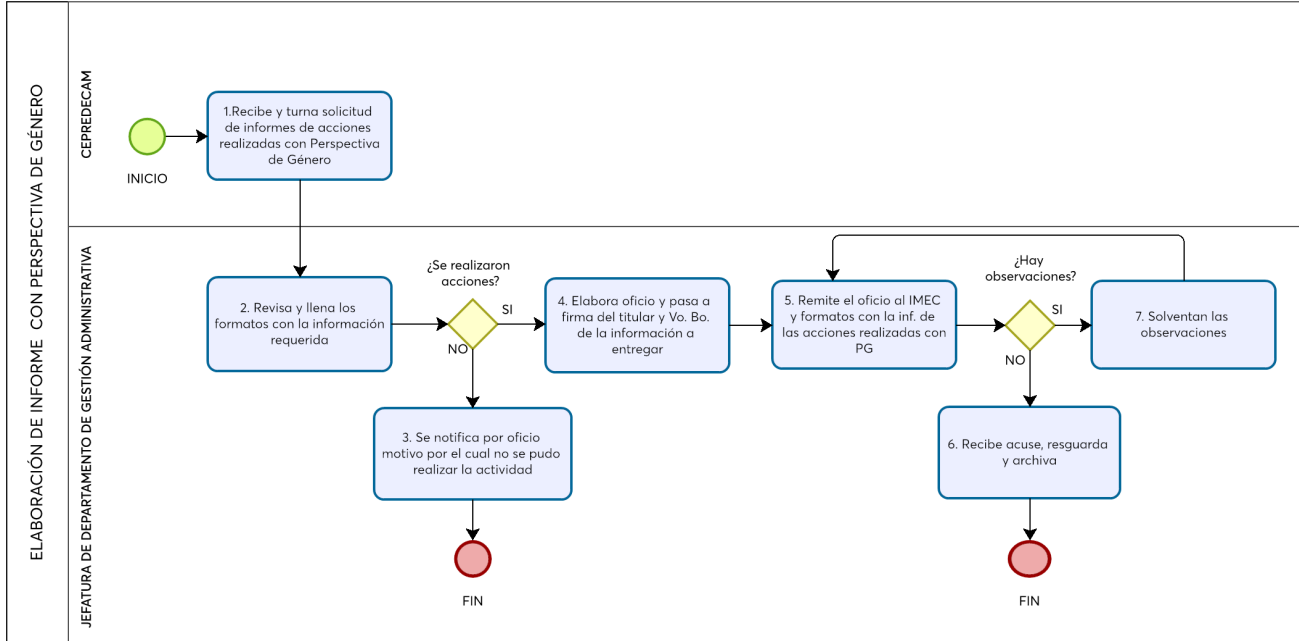 ELABORACIÓN DE INFORME CON PERSPECTIVA DE GÉNERO
CEPREDECAM
INICIO
1.Recibe y turna solicitud
de informes de acciones
realizadas con Perspectiva
de Género
JEFATURA DE DEPARTAMENTO DE GESTIÓN ADMINISTRATIVA
2. Revisa y llena los
formatos con la información
requerida
¿Se realizaron
acciones?
SI
NO
3. Se notifica por oficio
motivo por el cual no se pudo
realizar la actividad
FIN
4. Elabora oficio y pasa a
firma del titular y Vo. Bo.
de la información a
entregar
5. Remite el oficio al IMEC
y formatos con la inf. de
las acciones realizadas con
PG
¿Hay
observaciones?
SI
NO
7. Solventan las
observaciones
6. Recibe acuse, resguarda
y archiva
FIN